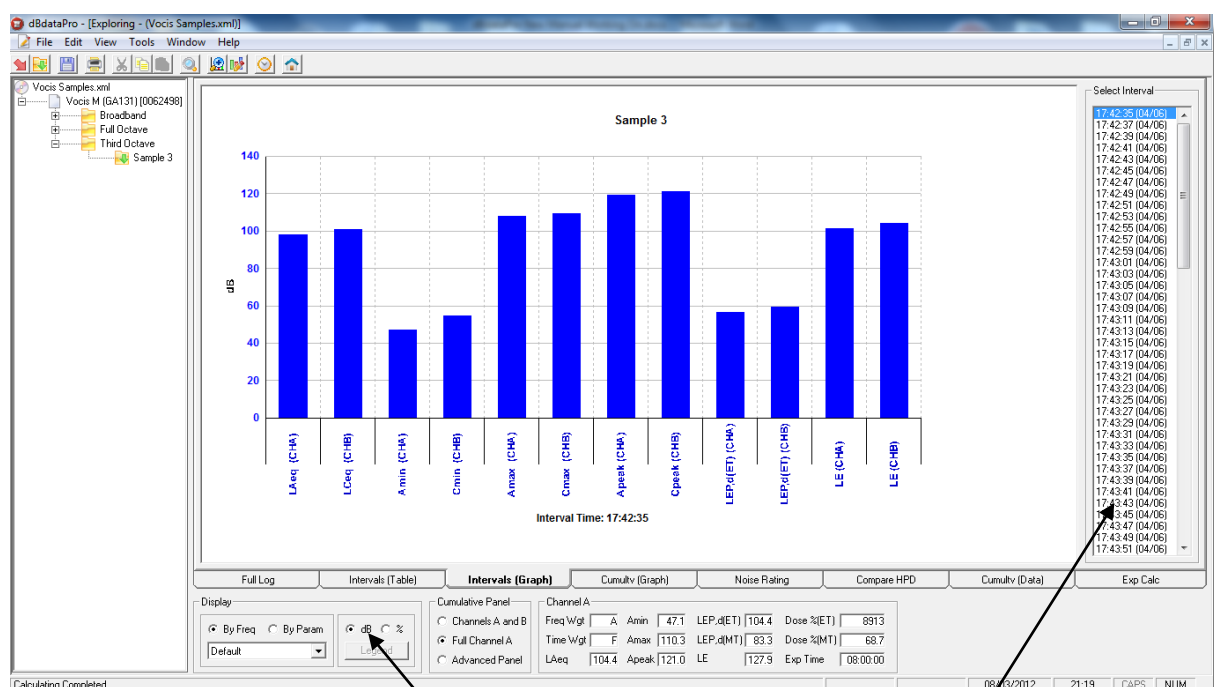 dBdataPro - [Exploring - (Vocis Samples.xml)]
File Edit View Tools Window Help
Vocis Samples.xml
Vocis M (GA131) [0062498]
Broadband
Full Octave
Third Octave
Sample 3
Sample 3
140
120
100
80
60
40
20
0
dB
LAeq (CHA)
LCeq (CHB)
Amin (CHA)
Cmin (CHB)
Amax (CHA)
Cmax (CHB)
Apeak (CHA)
Cpeak (CHB)
LEP,d(ET) (CHA)
LEP,d(ET) (CHB)
LE (CHA)
LE (CHB)
Interval Time: 17:42:35
Select Interval
17:42:35 (04/06)
17:42:37 (04/06)
17:42:39 (04/06)
17:42:41 (04/06)
17:42:43 (04/06)
17:42:45 (04/06)
17:42:47 (04/06)
17:42:49 (04/06)
17:42:51 (04/06)
17:42:53 (04/06)
17:42:55 (04/06)
17:42:57 (04/06)
17:42:59 (04/06)
17:43:01 (04/06)
17:43:03 (04/06)
17:43:05 (04/06)
17:43:07 (04/06)
17:43:09 (04/06)
17:43:11 (04/06)
17:43:13 (04/06)
17:43:15 (04/06)
17:43:17 (04/06)
17:43:19 (04/06)
17:43:21 (04/06)
17:43:23 (04/06)
17:43:25 (04/06)
17:43:27 (04/06)
17:43:29 (04/06)
17:43:31 (04/06)
17:43:33 (04/06)
17:43:35 (04/06)
17:43:37 (04/06)
17:43:39 (04/06)
17:43:41 (04/06)
17:43:43 (04/06)
17:43:45 (04/06)
17:43:47 (04/06)
17:43:49 (04/06)
17:43:51 (04/06)
Full Log Intervals (Table) Intervals (Graph) Cumultv (Graph) Noise Rating Compare HPD Cumultv (Data) Exp Calc
Display
By Freq By Param dB %
Default Legend
Cumulative Panel
Channels A and B
Full Channel A
Advanced Panel
Channel A
Freq Wgt A Amin 47.1 LEP,d(ET) 104.4 Dose %(ET) 8913
Time Wgt F Amax 110.3 LEP,d(MT) 83.3 Dose %(MT) 68.7
LAeq 104.4 Apeak 121.0 LE 127.9 Exp Time 08:00:00
Calculating Completed 08/03/2012 21:19 CAPS NUM